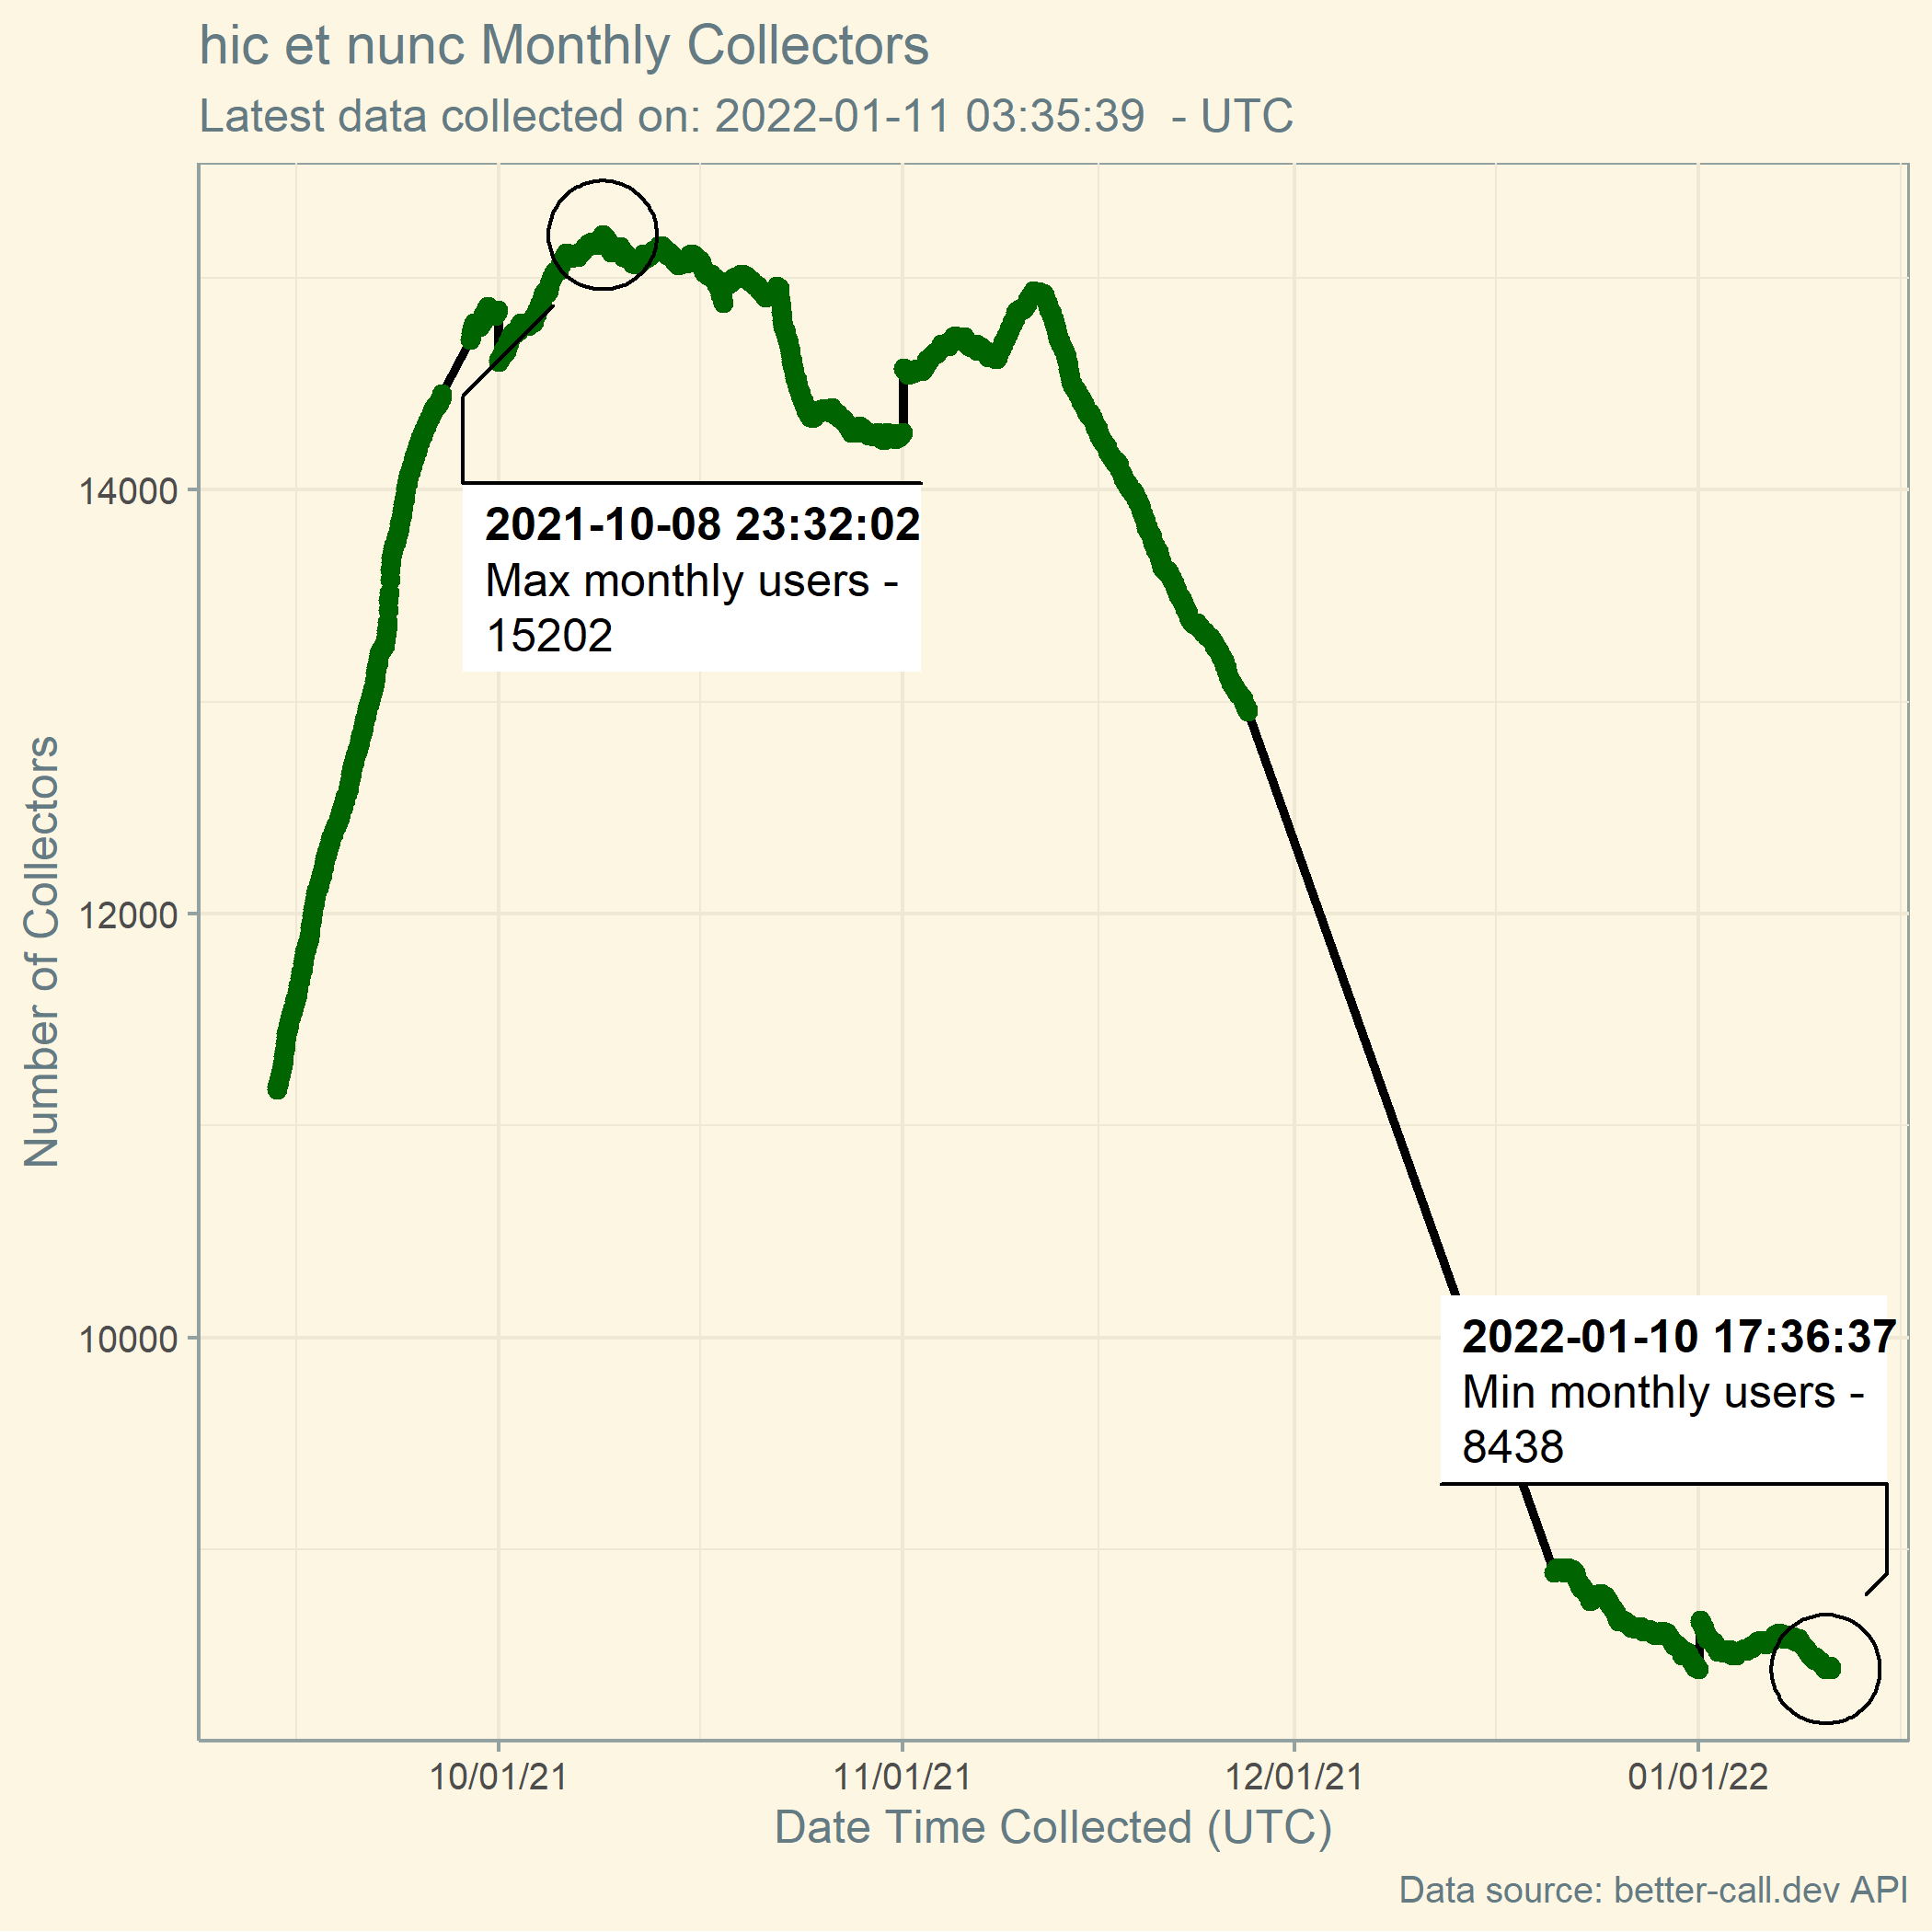 hic et nunc Monthly Collectors
Latest data collected on: 2022-01-11 03:35:39  - UTC
Number of Collectors
14000
12000
10000
2021-10-08 23:32:02
Max monthly users -
15202
2022-01-10 17:36:37
Min monthly users -
8438
10/01/21
11/01/21
12/01/21
01/01/22
Date Time Collected (UTC)
Data source: better-call.dev API